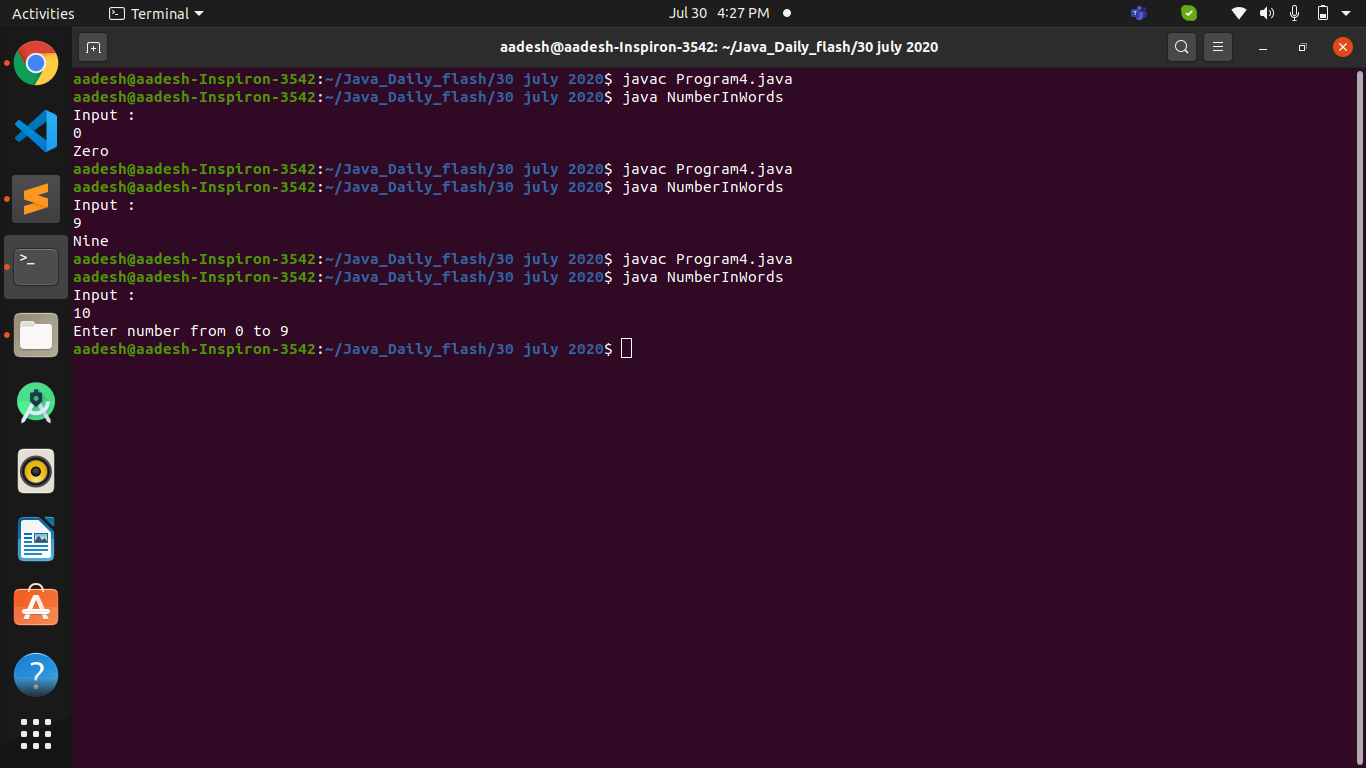 Activities
Terminal
Jul 30 4:27 PM
aadesh@aadesh-Inspiron-3542: ~/Java_Daily_flash/30 july 2020
aadesh@aadesh-Inspiron-3542:~/Java_Daily_flash/30 july 2020$ javac Program4.java
aadesh@aadesh-Inspiron-3542:~/Java_Daily_flash/30 july 2020$ java NumberInWords
Input :
0
Zero
aadesh@aadesh-Inspiron-3542:~/Java_Daily_flash/30 july 2020$ javac Program4.java
aadesh@aadesh-Inspiron-3542:~/Java_Daily_flash/30 july 2020$ java NumberInWords
Input :
9
Nine
aadesh@aadesh-Inspiron-3542:~/Java_Daily_flash/30 july 2020$ javac Program4.java
aadesh@aadesh-Inspiron-3542:~/Java_Daily_flash/30 july 2020$ java NumberInWords
Input :
10
Enter number from 0 to 9
aadesh@aadesh-Inspiron-3542:~/Java_Daily_flash/30 july 2020$